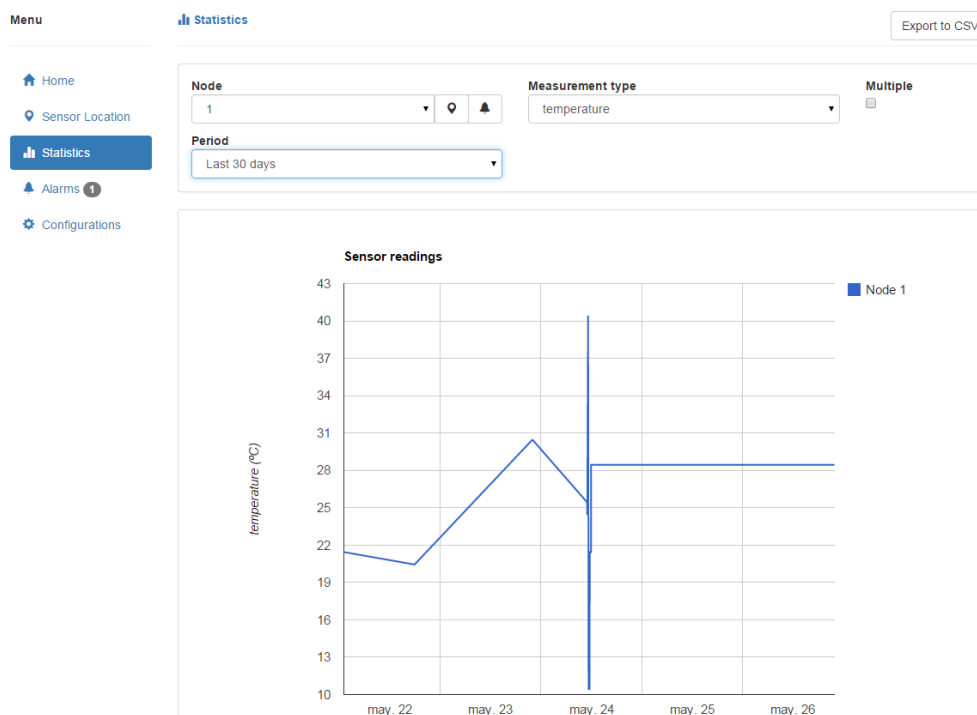 Menu
Statistics
Export to CSV
Home
Sensor Location
Statistics
Alarms 1
Configurations
Node
1
Measurement type
temperature
Multiple
Period
Last 30 days
Sensor readings
Node 1
43
40
37
34
31
28
25
22
19
16
13
10
temperature (ºC)
may. 22 may. 23 may. 24 may. 25 may. 26